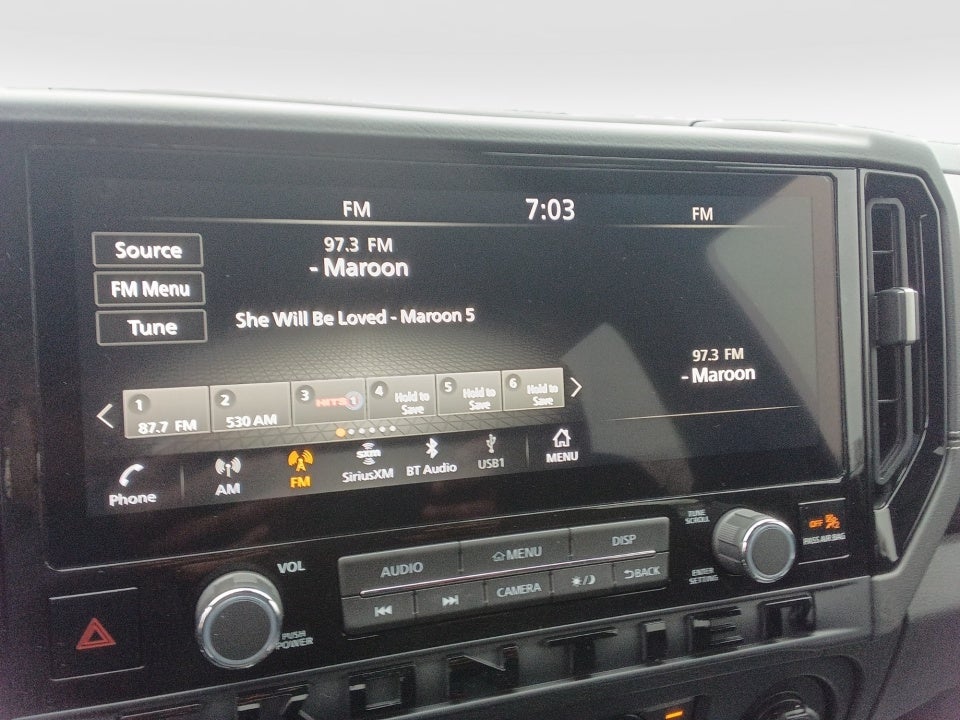 FM 7:03 FM
Source
97.3 FM
- Maroon
FM Menu
Tune
She Will Be Loved - Maroon 5
97.3 FM
- Maroon
1 2 3 HITS 1 4 Hold to Save 5 Hold to Save 6 Hold to Save
87.7 FM 530 AM
Phone AM FM SXM SiriusXM BT Audio USB1 MENU
VOL
PUSH POWER
AUDIO MENU DISP
CAMERA BACK
TUNE SCROLL
ENTER SETTING
OFF
PASS AIR BAG